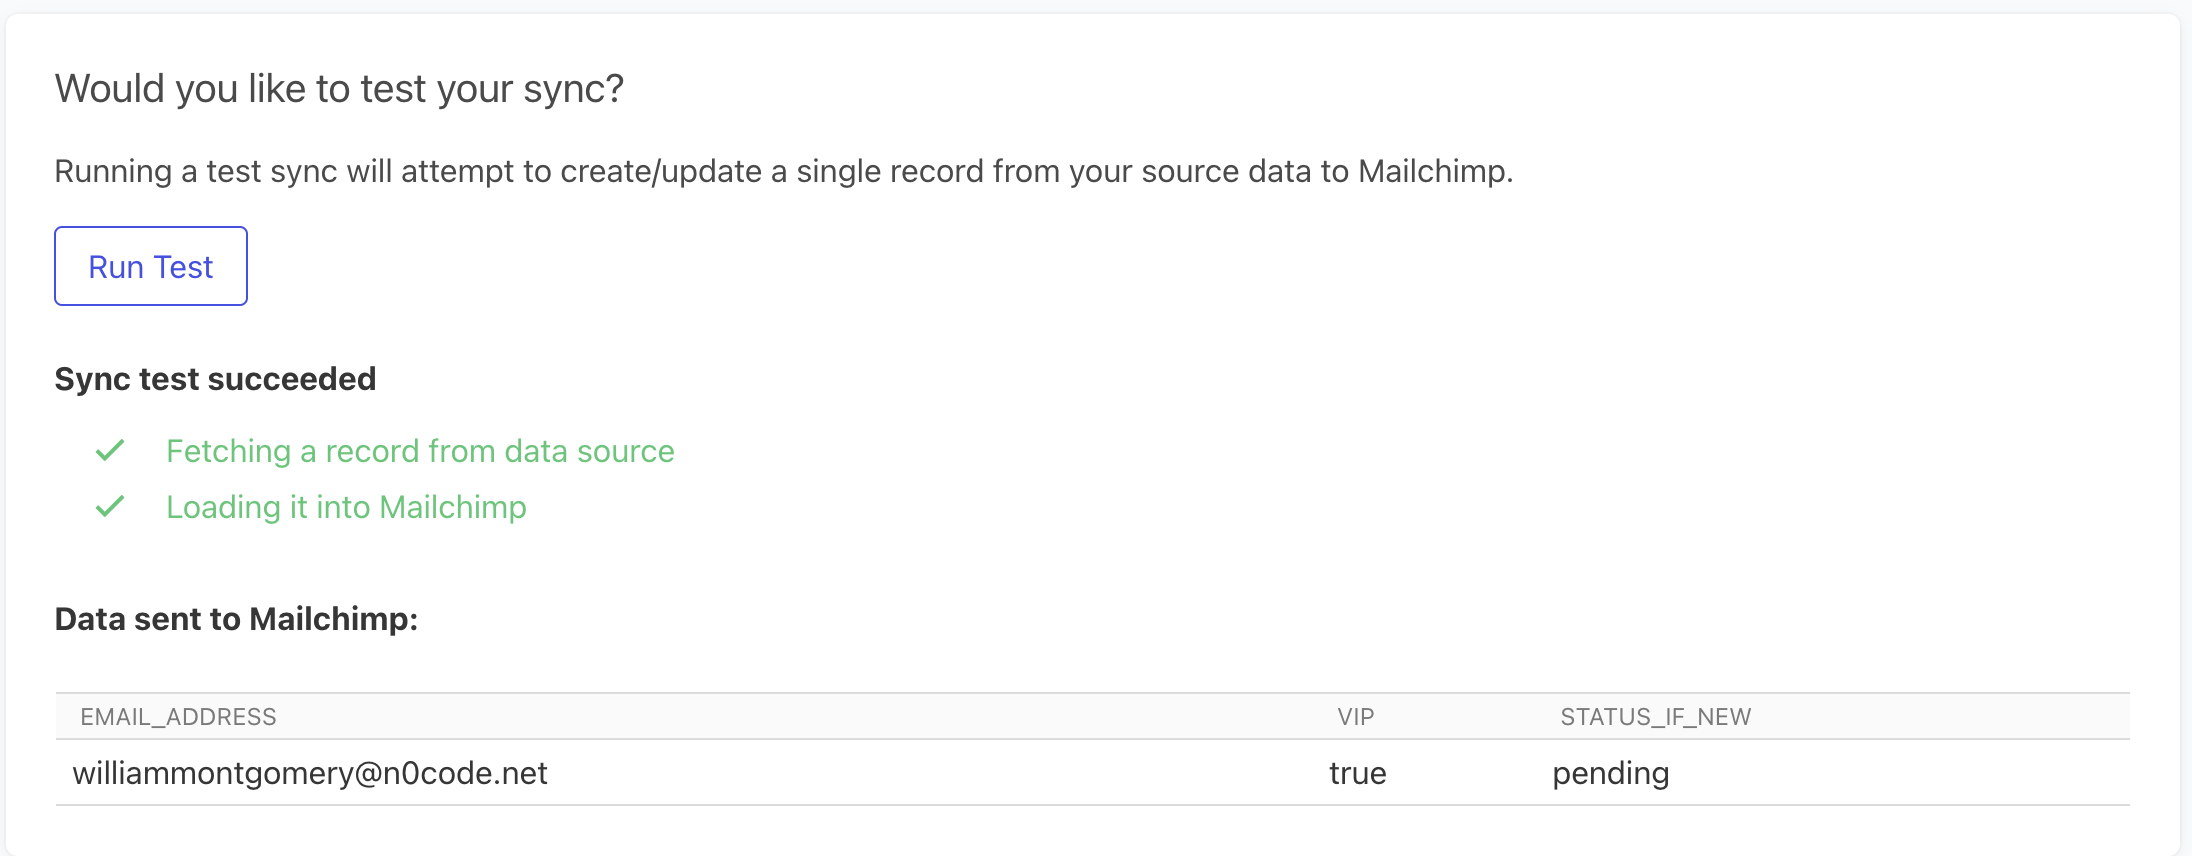 Would you like to test your sync?
Running a test sync will attempt to create/update a single record from your source data to Mailchimp.
Run Test
Sync test succeeded
Fetching a record from data source
Loading it into Mailchimp
Data sent to Mailchimp:
EMAIL_ADDRESS VIP STATUS_IF_NEW
williammontgomery@n0code.net true pending